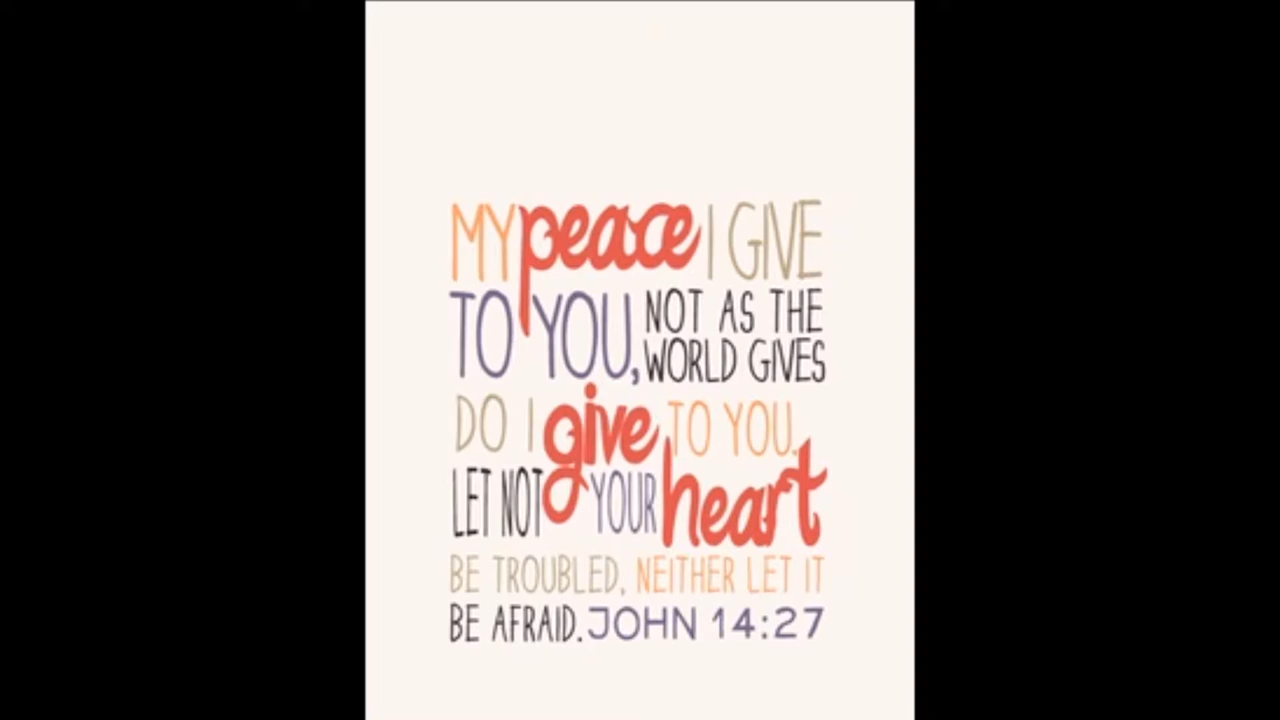 MY peace I GIVE
TO YOU, NOT AS THE
WORLD GIVES
DO I give TO YOU.
LET NOT YOUR heart
BE TROUBLED, NEITHER LET IT
BE AFRAID. JOHN 14:27